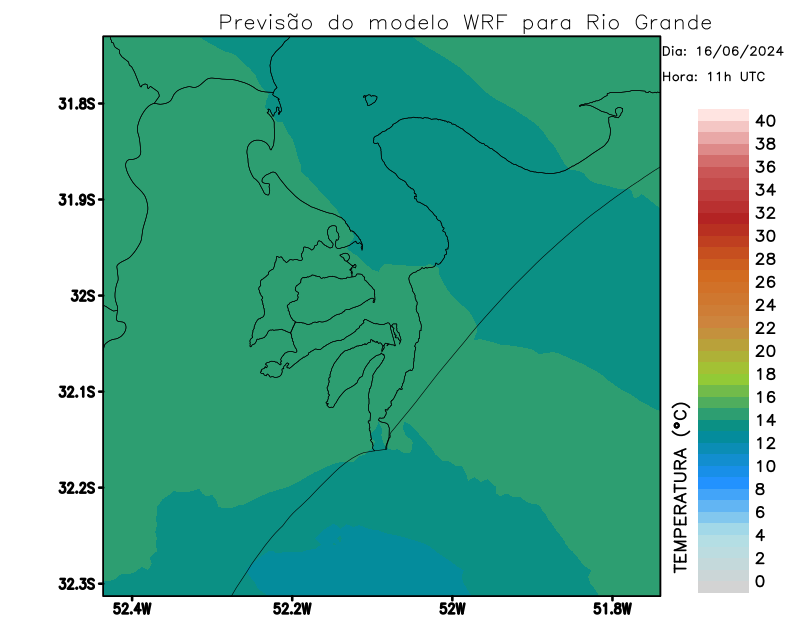 Previsão do modelo WRF para Rio Grande
Dia: 16/06/2024
Hora: 11h UTC
31.8S
31.9S
32S
32.1S
32.2S
32.3S
52.4W
52.2W
52W
51.8W
TEMPERATURA (°C)
40
38
36
34
32
30
28
26
24
22
20
18
16
14
12
10
8
6
4
2
0